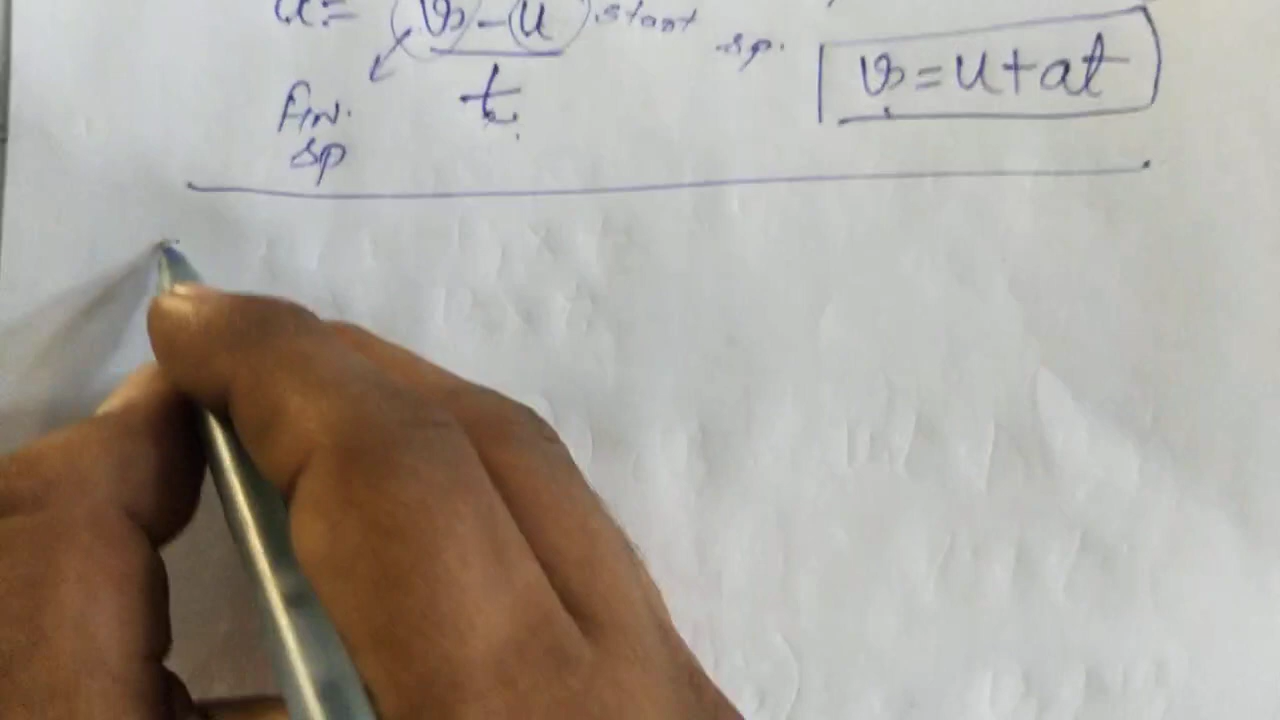 a = v - u start
sp.
t
v = u + at
fin.
sp